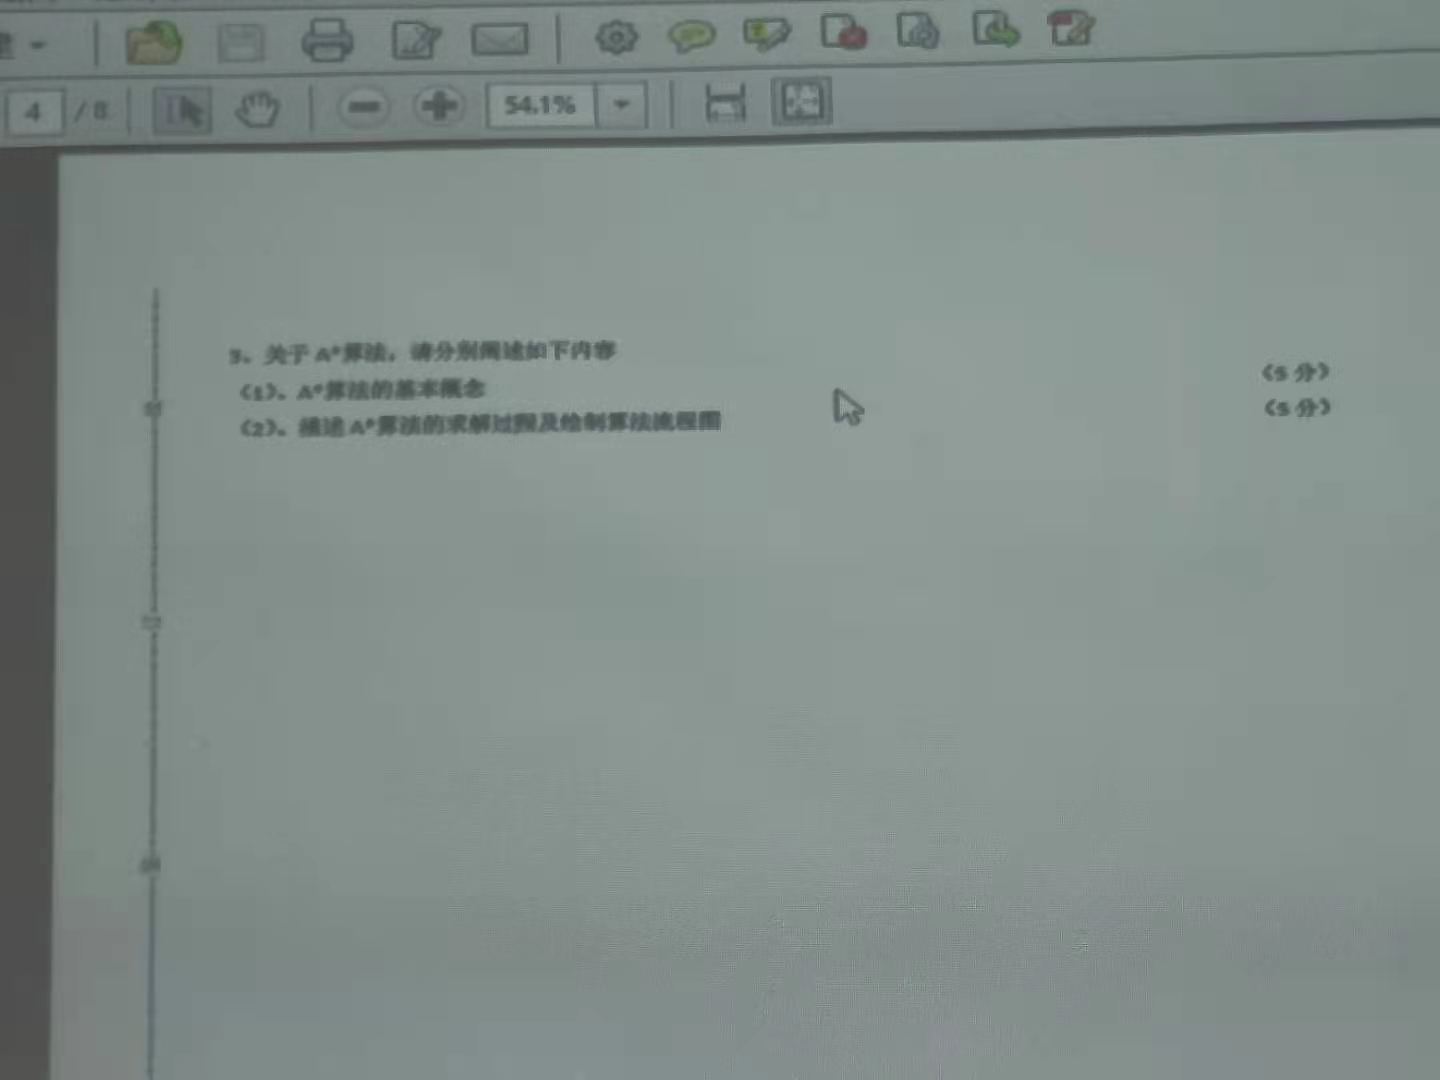 4 / 8
54.1%
3、关于 A*算法，请分别阐述如下内容
（1）、A*算法的基本概念 （5 分）
（2）、描述 A*算法的求解过程及绘制算法流程图 （5 分）